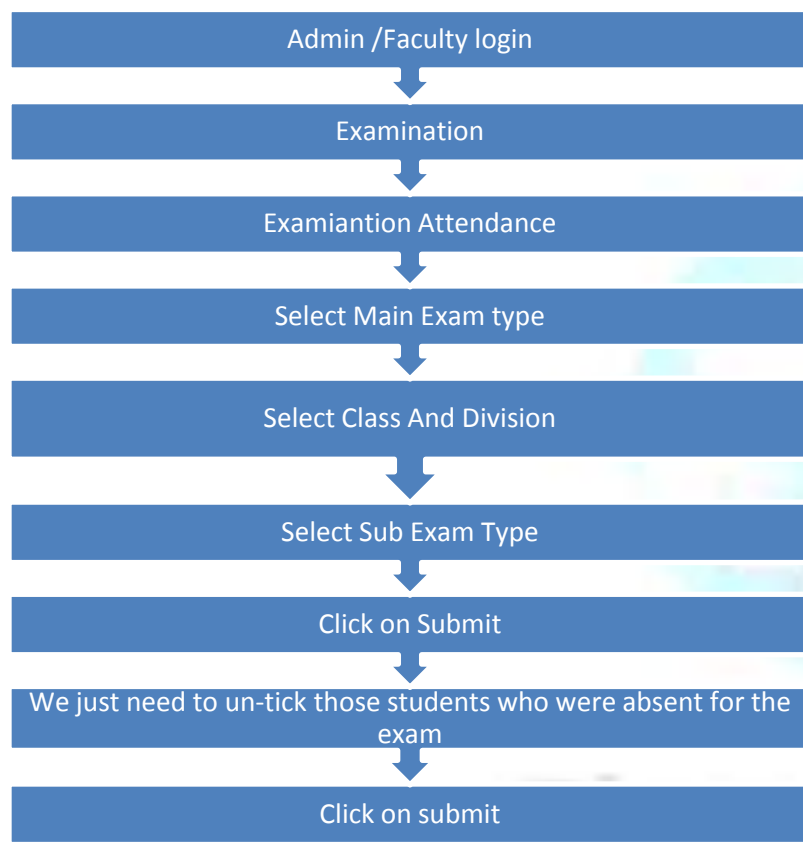 Admin /Faculty login
Examination
Examiantion Attendance
Select Main Exam type
Select Class And Division
Select Sub Exam Type
Click on Submit
We just need to un-tick those students who were absent for the
exam
Click on submit